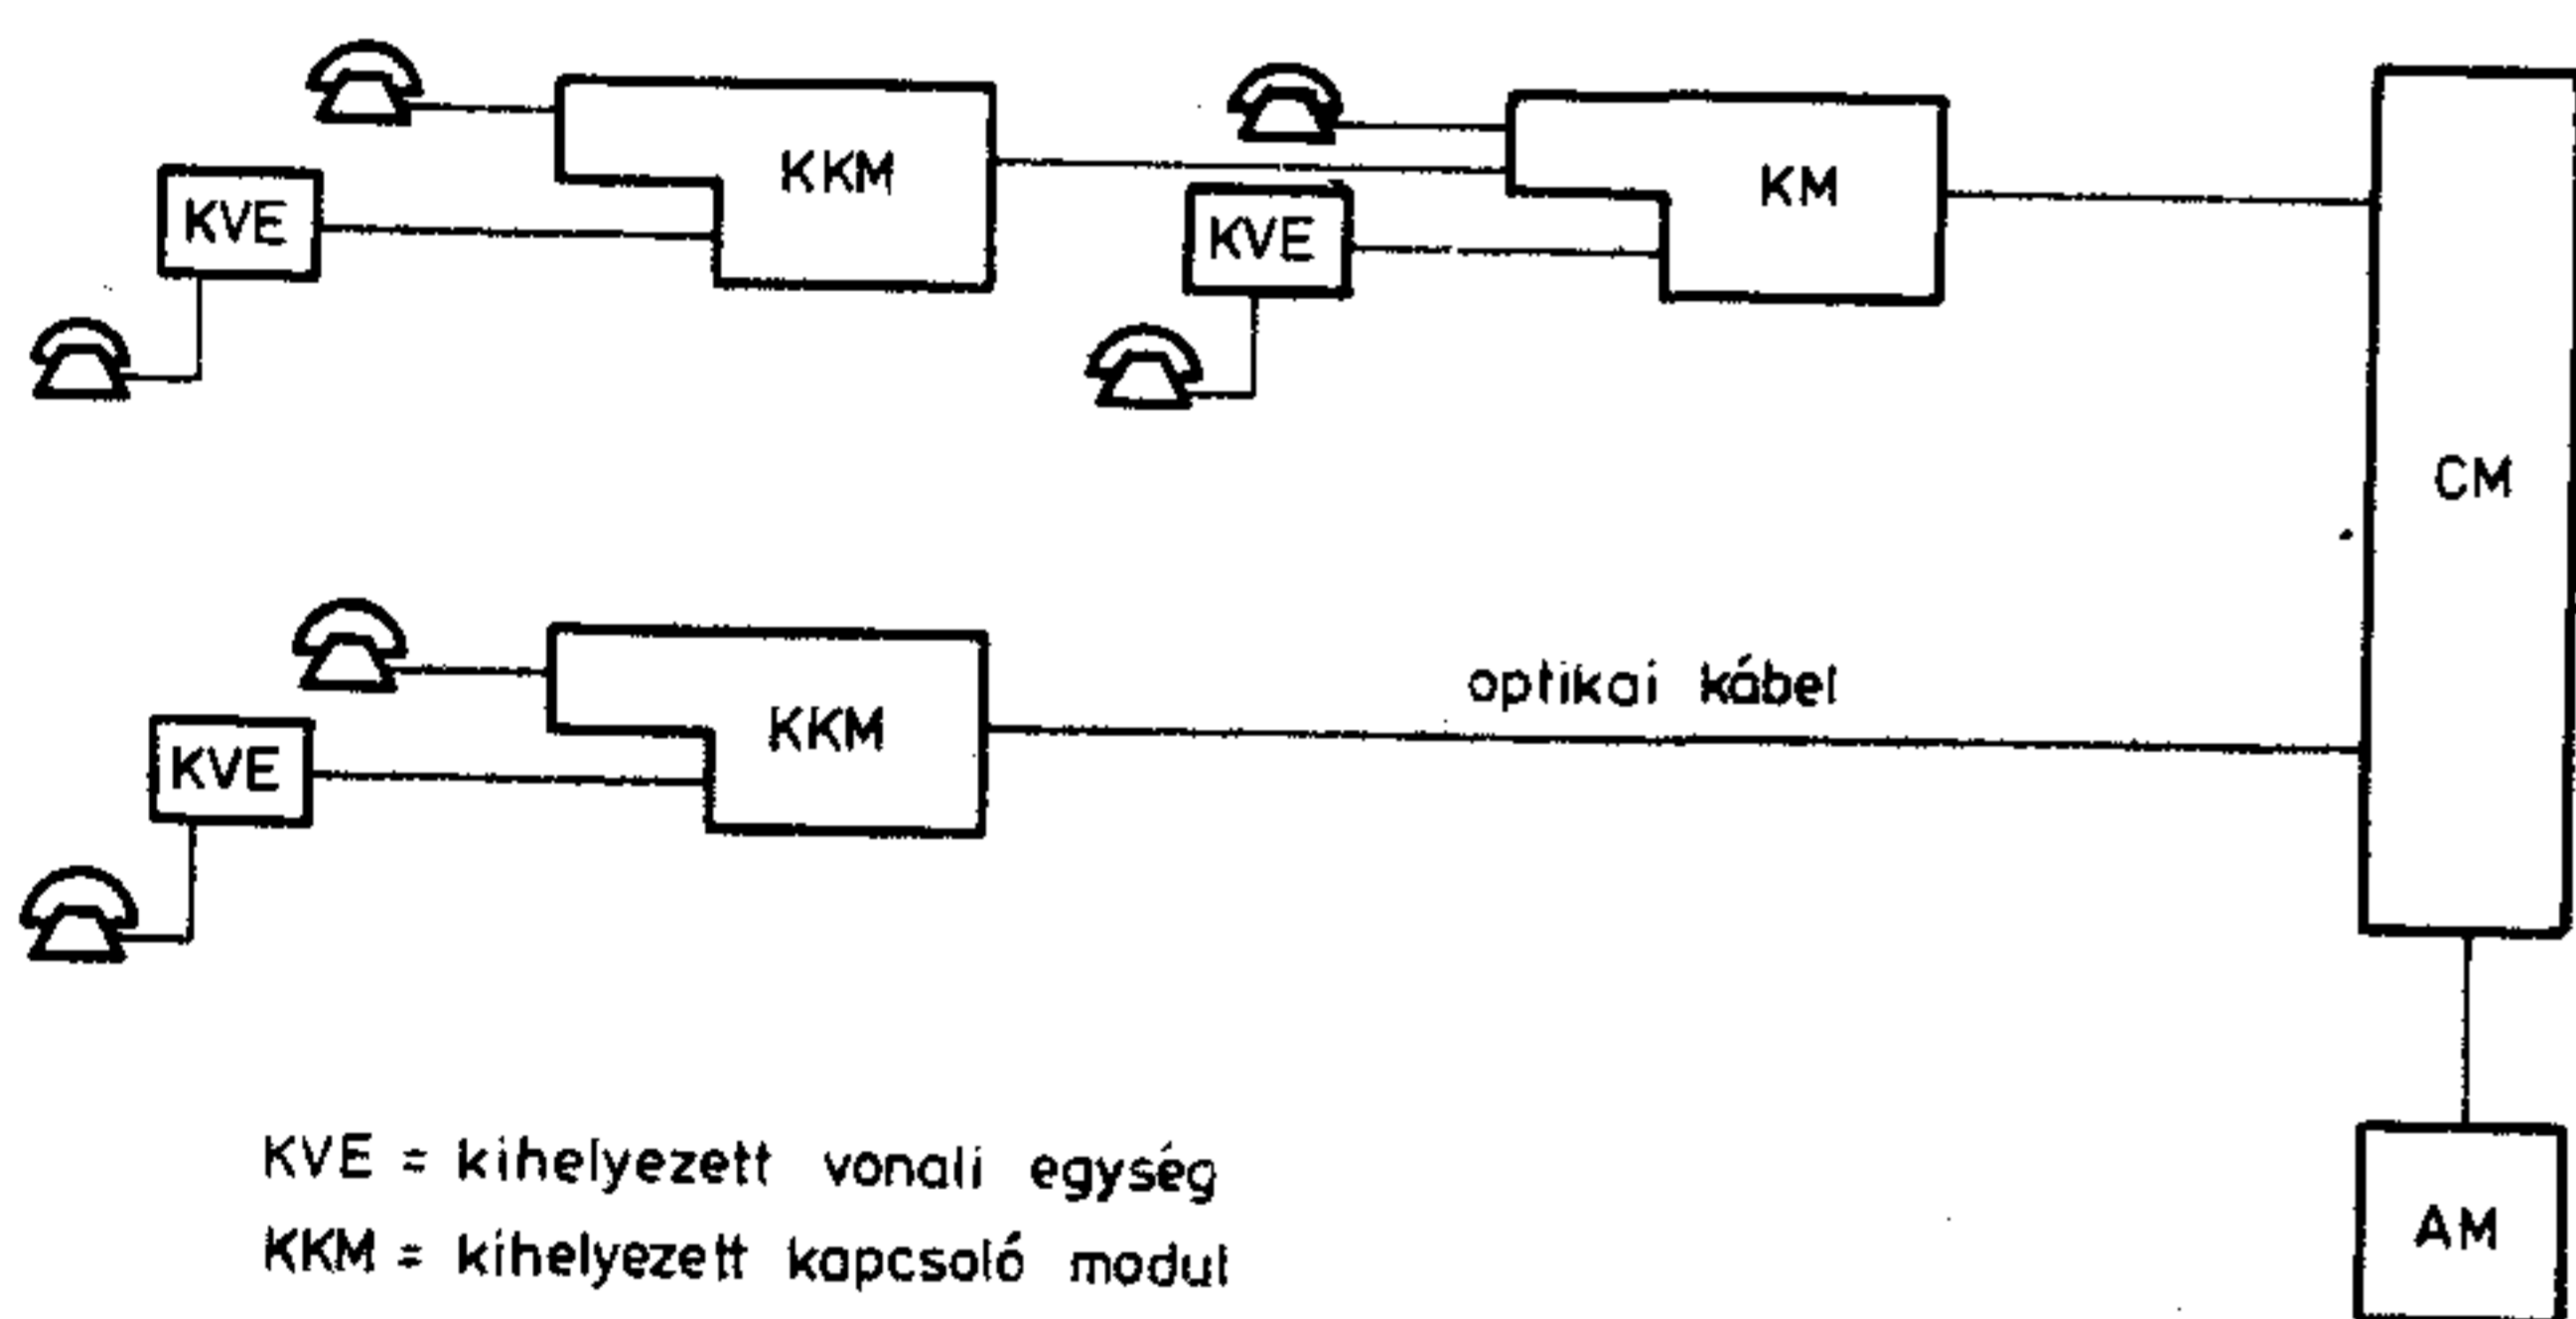 KKM
KM
KVE
KVE
CM
optikai kábel
KKM
KVE
KVE = kihelyezett vonali egység
KKM = kihelyezett kapcsoló modul
AM